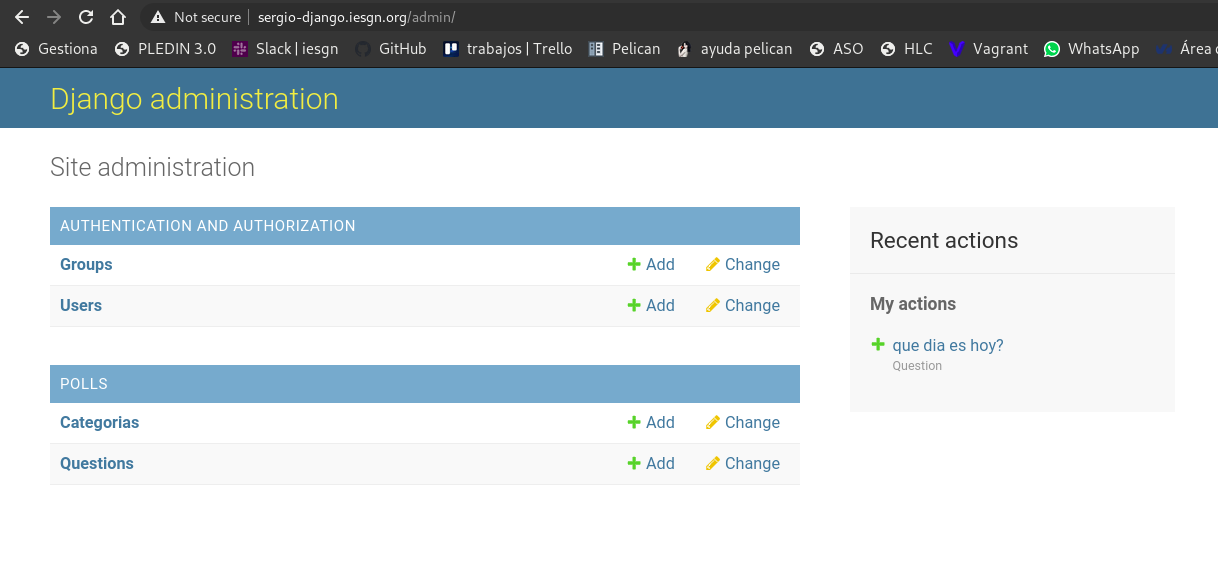 Not secure | sergio-django.iesgn.org/admin/
Gestiona PLEDIN 3.0 Slack | iesgn GitHub trabajos | Trello Pelican ayuda pelican ASO HLC Vagrant WhatsApp Área
Django administration
Site administration
AUTHENTICATION AND AUTHORIZATION
Groups Add Change
Users Add Change
POLLS
Categorias Add Change
Questions Add Change
Recent actions
My actions
que dia es hoy?
Question